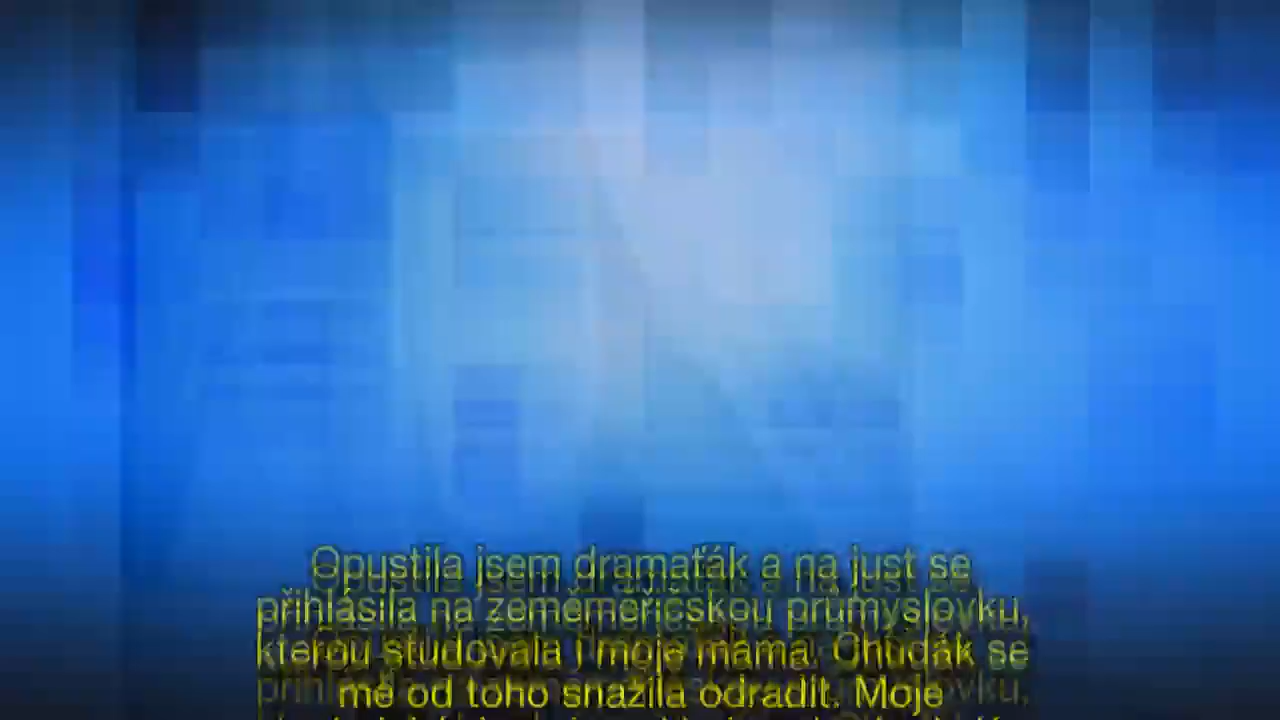 Opustila jsem dramaťák a na just se
přihlásila na zeměměřičskou průmyslovku,
kterou studovala i moje máma. Chudák se
mě od toho snažila odradit. Moje